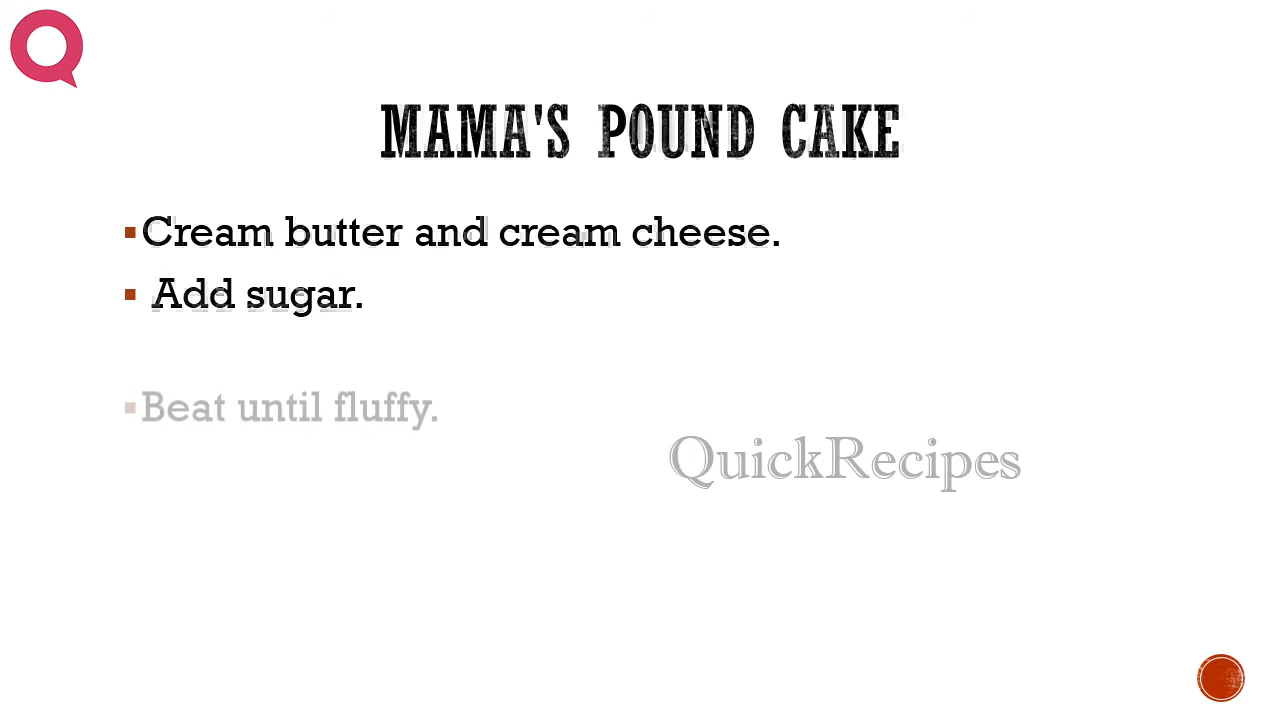 MAMA'S POUND CAKE
Cream butter and cream cheese.
Add sugar.
Beat until fluffy.
QuickRecipes